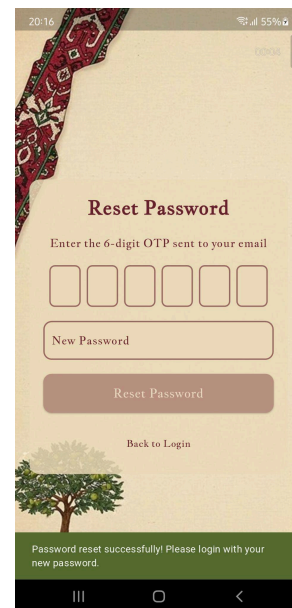 20:16
55%
03:04
Reset Password
Enter the 6-digit OTP sent to your email
New Password
Reset Password
Back to Login
Password reset successfully! Please login with your
new password.